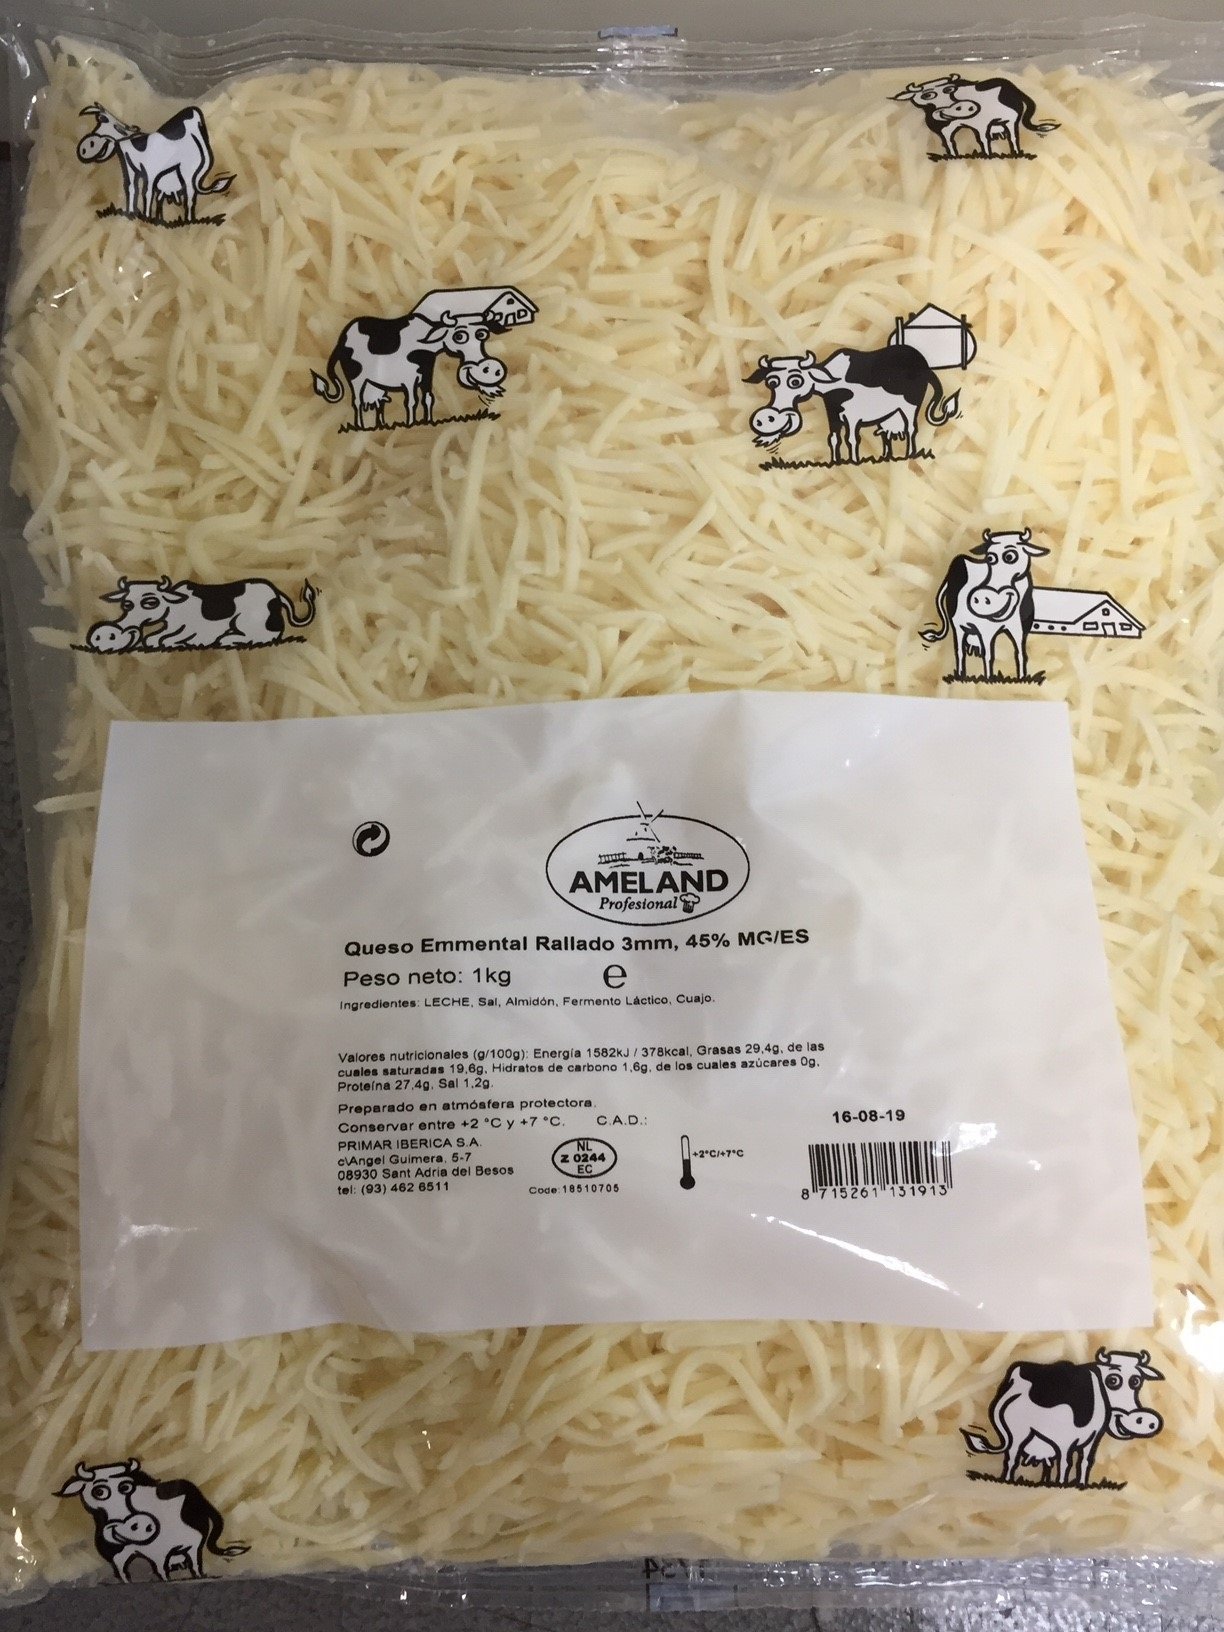 AMELAND
Profesional
Queso Emmental Rallado 3mm, 45% MG/ES
Peso neto: 1kg e
Ingredientes: LECHE, Sal, Almidón, Fermento Láctico, Cuajo.
Valores nutricionales (g/100g): Energía 1582kJ / 378kcal, Grasas 29,4g, de las
cuales saturadas 19,6g, Hidratos de carbono 1,6g, de los cuales azúcares 0g,
Proteína 27,4g, Sal 1,2g.
Preparado en atmósfera protectora.
Conservar entre +2 °C y +7 °C. C.A.D.: 16-08-19
PRIMAR IBERICA S.A.
c\Angel Guimera, 5-7
08930 Sant Adria del Besos
tel: (93) 462 6511
NL
Z 0244
EC
Code:18510705
+2°C/+7°C
8 715261 131913